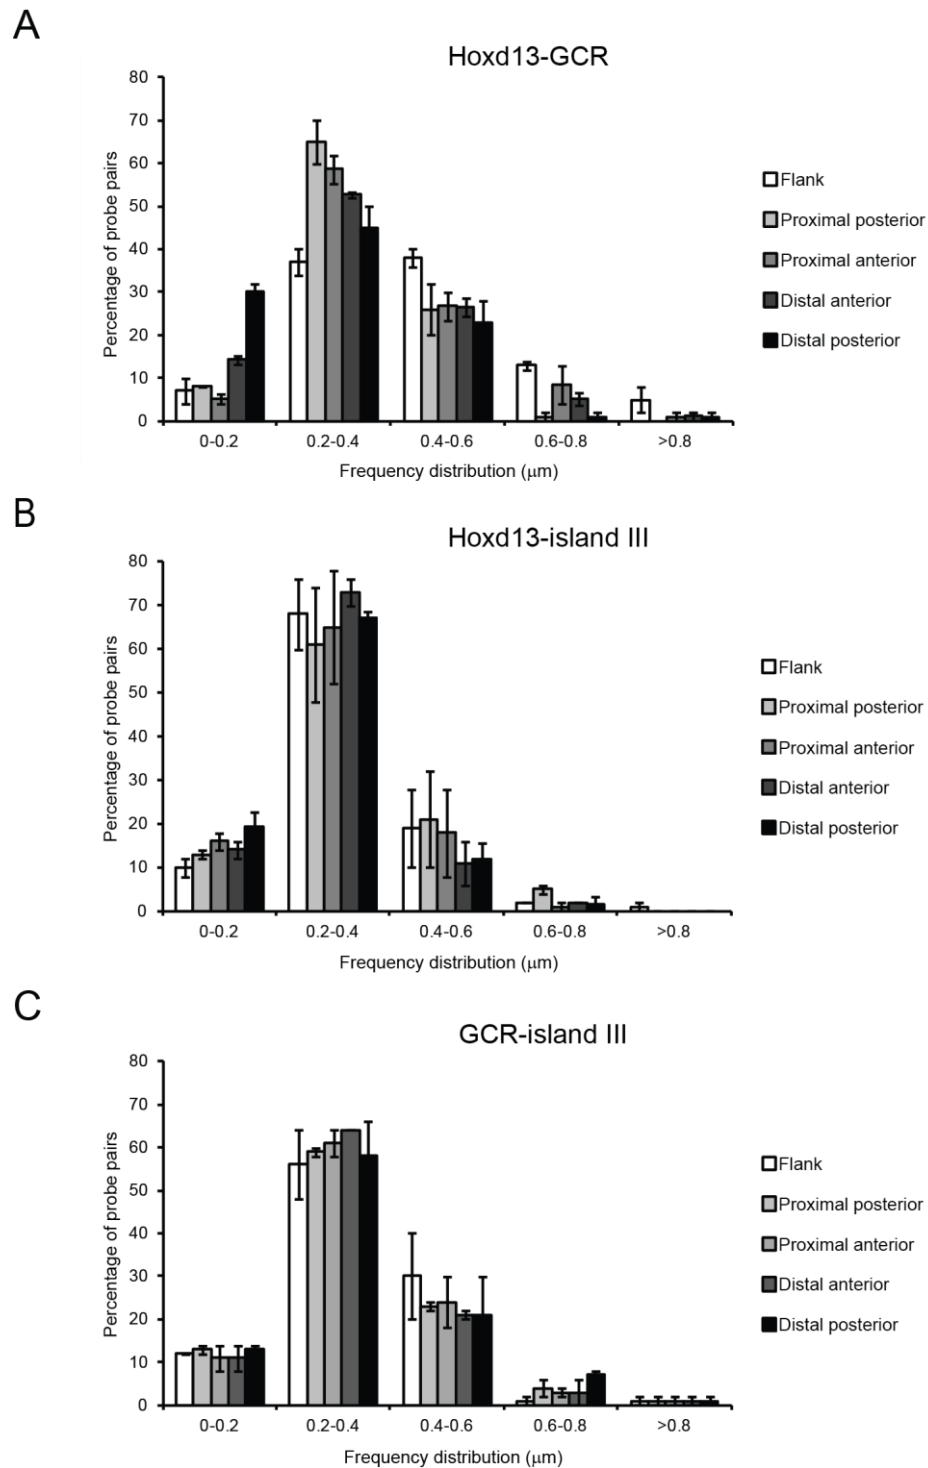 A
Hoxd13-GCR
80
70
60
50
40
30
20
10
0
Percentage of probe pairs
0-0.2 0.2-0.4 0.4-0.6 0.6-0.8 >0.8
Frequency distribution (µm)
Flank
Proximal posterior
Proximal anterior
Distal anterior
Distal posterior
B
Hoxd13-island III
80
70
60
50
40
30
20
10
0
Percentage of probe pairs
0-0.2 0.2-0.4 0.4-0.6 0.6-0.8 >0.8
Frequency distribution (µm)
Flank
Proximal posterior
Proximal anterior
Distal anterior
Distal posterior
C
GCR-island III
80
70
60
50
40
30
20
10
0
Percentage of probe pairs
0-0.2 0.2-0.4 0.4-0.6 0.6-0.8 >0.8
Frequency distribution (µm)
Flank
Proximal posterior
Proximal anterior
Distal anterior
Distal posterior